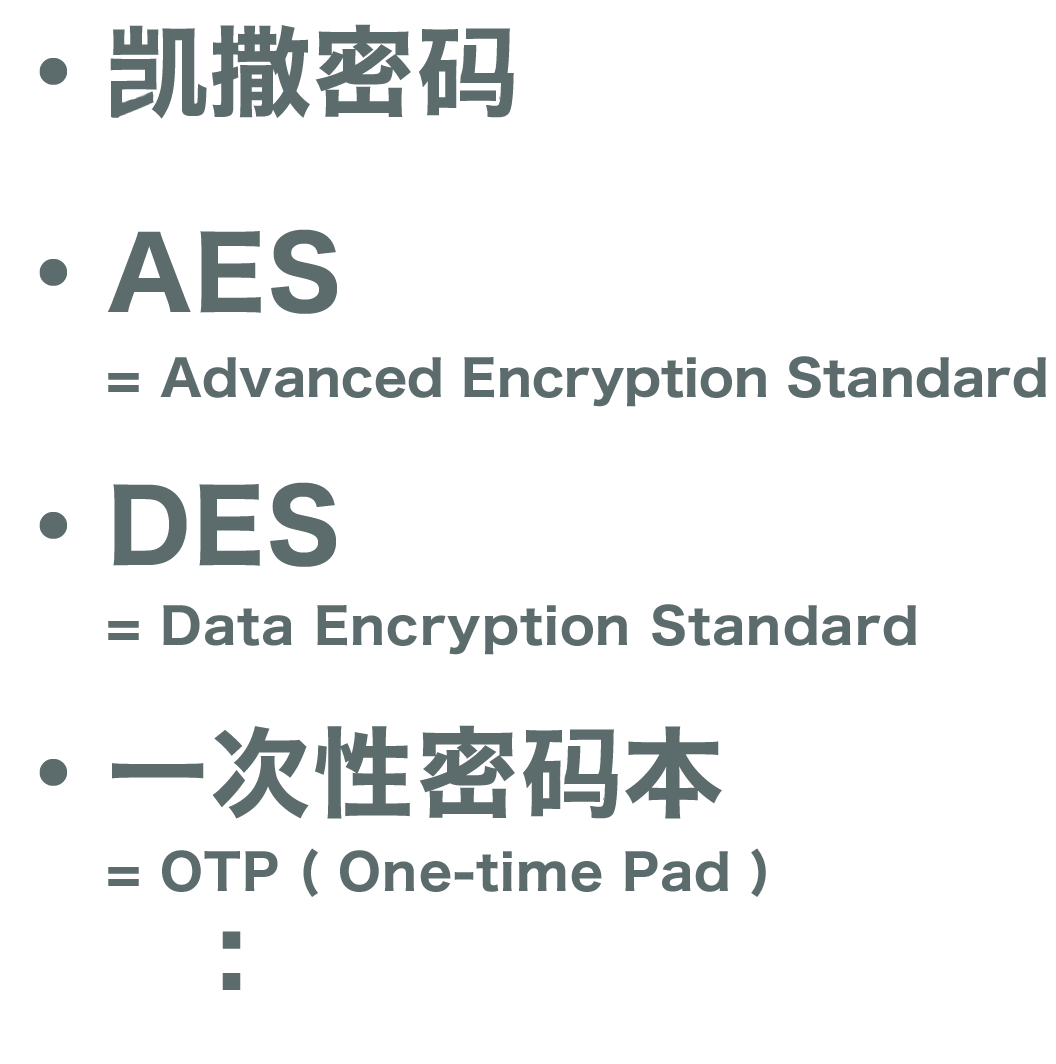 • 凯撒密码
• AES
= Advanced Encryption Standard
• DES
= Data Encryption Standard
• 一次性密码本
= OTP ( One-time Pad )
: